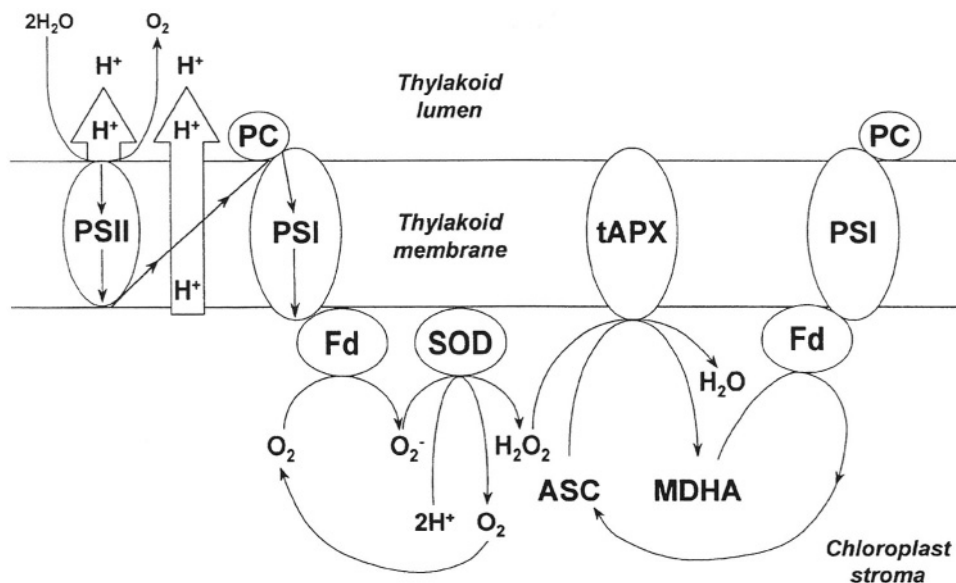 2H₂O O₂
H⁺ H⁺
Thylakoid
lumen
H⁺ H⁺
PC PC
PSII PSI Thylakoid
membrane tAPX PSI
H⁺
Fd SOD Fd
H₂O
O₂ O₂⁻ H₂O₂
ASC MDHA
2H⁺ O₂
Chloroplast
stroma